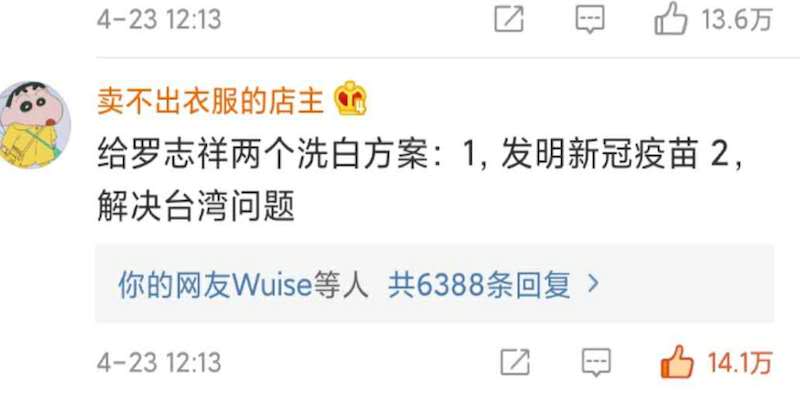 4-23 12:13
13.6万
卖不出衣服的店主
给罗志祥两个洗白方案：1, 发明新冠疫苗 2,
解决台湾问题
你的网友Wuise等人 共6388条回复 >
4-23 12:13
14.1万